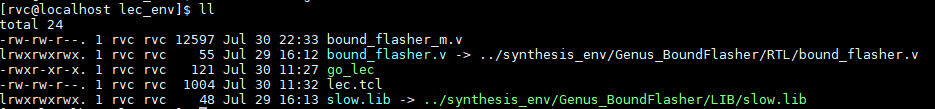 [rvc@localhost lec_env]$ ll
total 24
-rw-rw-r--. 1 rvc rvc 12597 Jul 30 22:33 bound_flasher_m.v
lrwxrwxrwx. 1 rvc rvc    55 Jul 29 16:12 bound_flasher.v -> ../synthesis_env/Genus_BoundFlasher/RTL/bound_flasher.v
-rwxr-xr-x. 1 rvc rvc   121 Jul 30 11:27 go_lec
-rw-rw-r--. 1 rvc rvc  1004 Jul 30 11:32 lec.tcl
lrwxrwxrwx. 1 rvc rvc    48 Jul 29 16:13 slow.lib -> ../synthesis_env/Genus_BoundFlasher/LIB/slow.lib